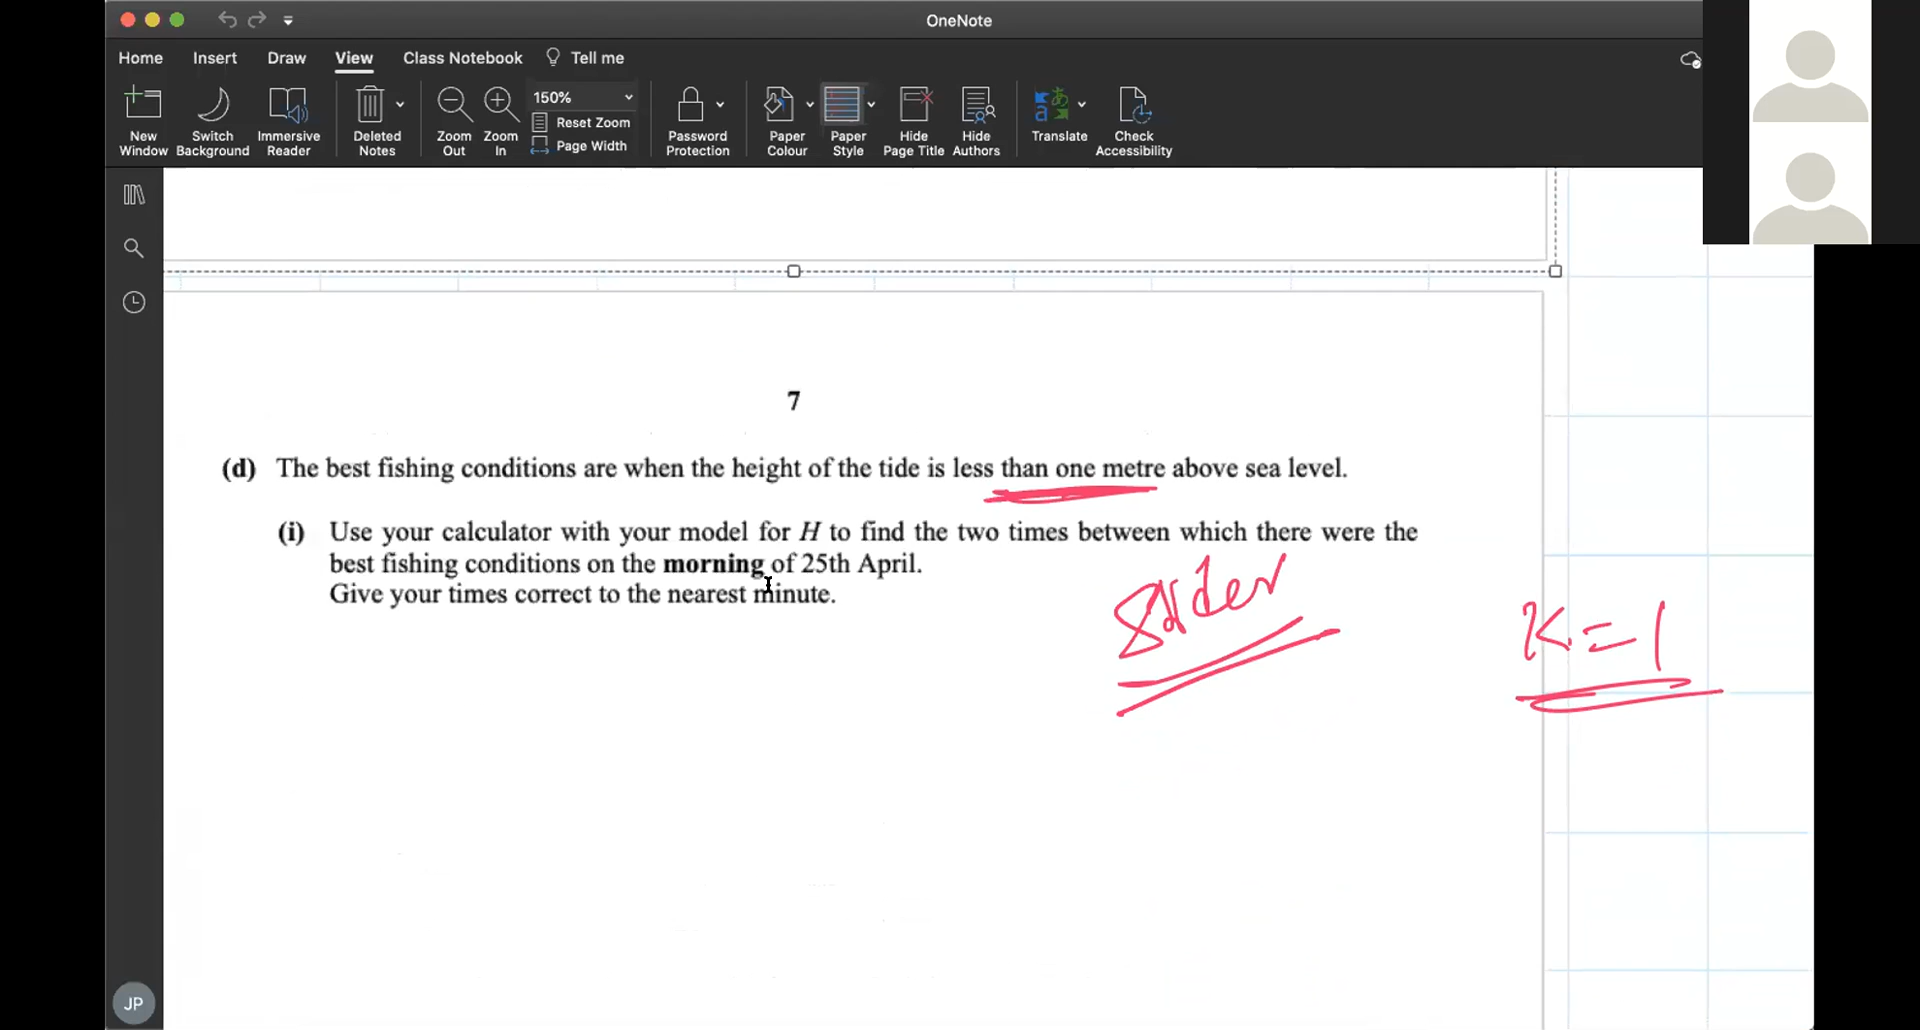 OneNote
Home Insert Draw View Class Notebook Tell me
New Window
Switch Background
Immersive Reader
Deleted Notes
Zoom Out
Zoom In
150%
Reset Zoom
Page Width
Password Protection
Paper Colour
Paper Style
Hide Page Title
Hide Authors
Translate
Check Accessibility
7
(d) The best fishing conditions are when the height of the tide is less than one metre above sea level.
(i) Use your calculator with your model for H to find the two times between which there were the
best fishing conditions on the morning of 25th April.
Give your times correct to the nearest minute.
K=1
JP